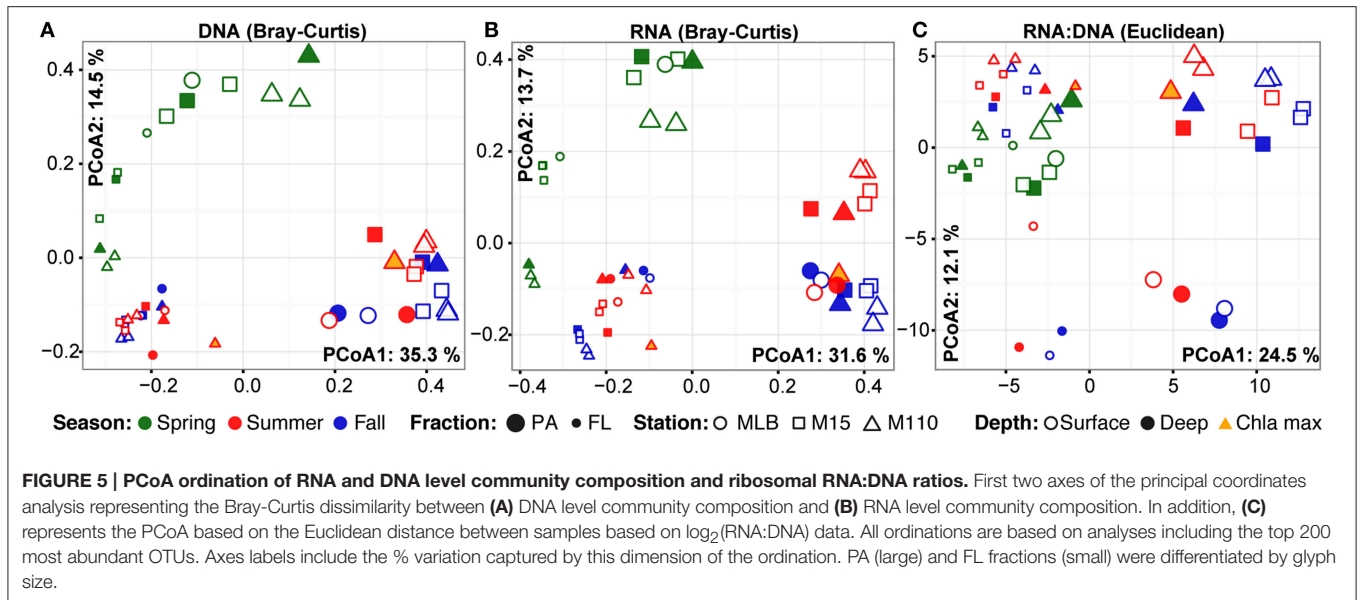 A
DNA (Bray-Curtis)
PCoA2: 14.5 %
0.4
0.2
0.0
−0.2
−0.2
0.0
0.2
0.4
PCoA1: 35.3 %
B
RNA (Bray-Curtis)
PCoA2: 13.7 %
0.4
0.2
0.0
−0.2
−0.4
−0.2
0.0
0.2
0.4
PCoA1: 31.6 %
C
RNA:DNA (Euclidean)
PCoA2: 12.1 %
5
0
−5
−10
−5
0
5
10
PCoA1: 24.5 %
Season: Spring Summer Fall Fraction: PA FL Station: MLB M15 M110 Depth: Surface Deep Chla max
FIGURE 5 | PCoA ordination of RNA and DNA level community composition and ribosomal RNA:DNA ratios. First two axes of the principal coordinates
analysis representing the Bray-Curtis dissimilarity between (A) DNA level community composition and (B) RNA level community composition. In addition, (C)
represents the PCoA based on the Euclidean distance between samples based on log₂(RNA:DNA) data. All ordinations are based on analyses including the top 200
most abundant OTUs. Axes labels include the % variation captured by this dimension of the ordination. PA (large) and FL fractions (small) were differentiated by glyph
size.